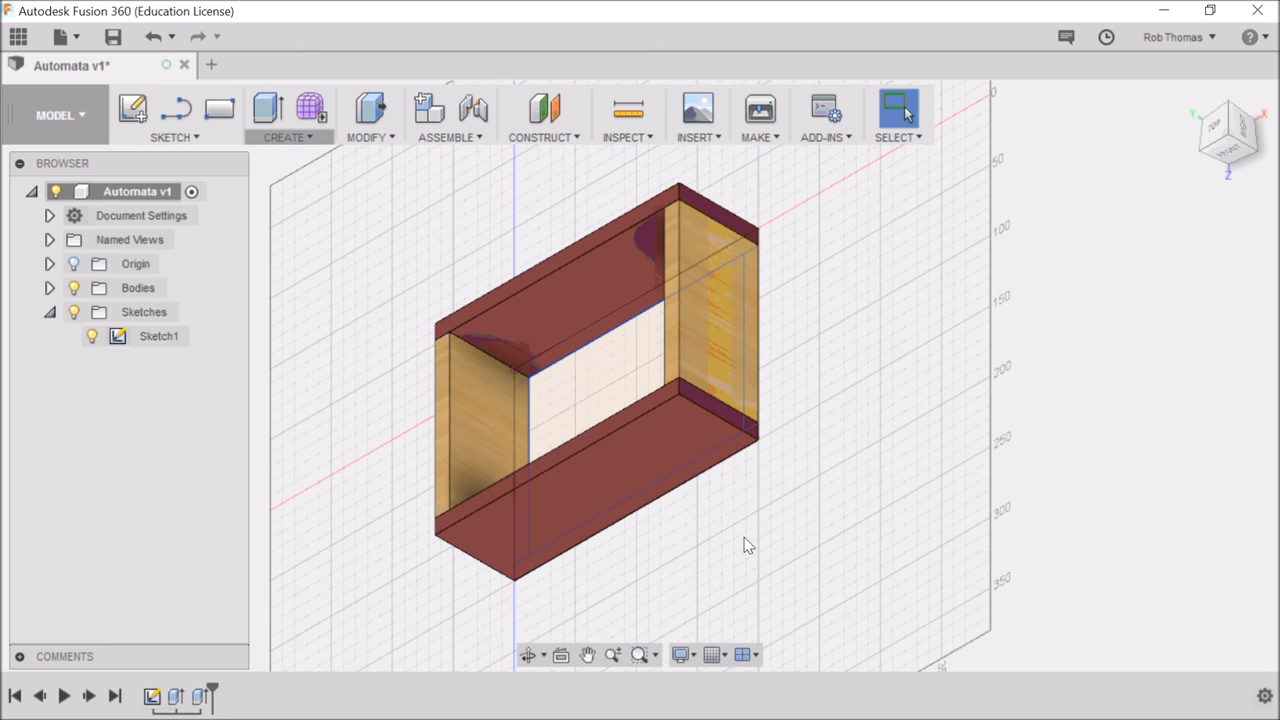 Autodesk Fusion 360 (Education License)
Rob Thomas
Automata v1*
MODEL
SKETCH
CREATE
MODIFY
ASSEMBLE
CONSTRUCT
INSPECT
INSERT
MAKE
ADD-INS
SELECT
BROWSER
Automata v1
Document Settings
Named Views
Origin
Bodies
Sketches
Sketch1
0
50
100
150
200
250
300
350
TOP
RIGHT
FRONT
Y
X
Z
COMMENTS